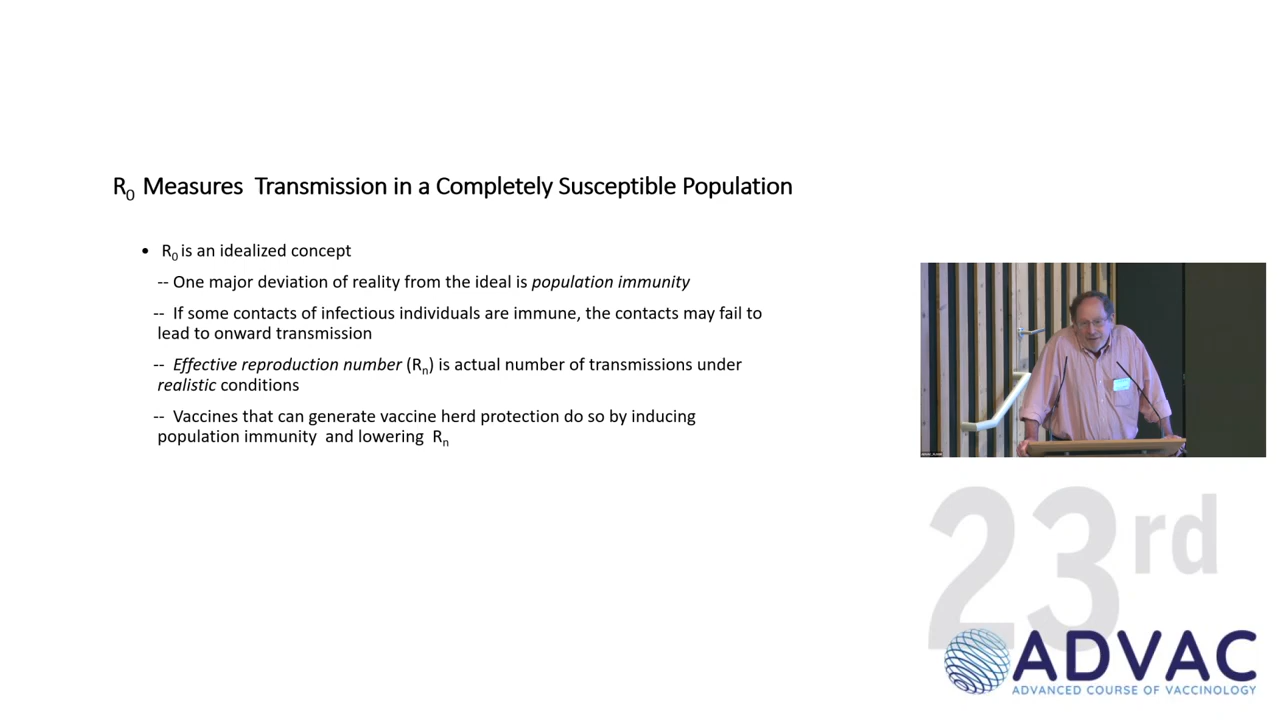 R0 Measures Transmission in a Completely Susceptible Population
• R0 is an idealized concept
-- One major deviation of reality from the ideal is population immunity
-- If some contacts of infectious individuals are immune, the contacts may fail to
lead to onward transmission
-- Effective reproduction number (Rn) is actual number of transmissions under
realistic conditions
-- Vaccines that can generate vaccine herd protection do so by inducing
population immunity and lowering Rn
23rd
ADVAC
ADVANCED COURSE OF VACCINOLOGY